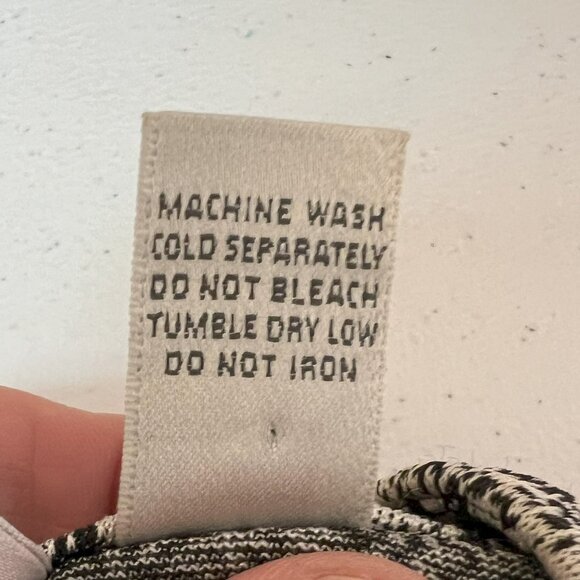 MACHINE WASH
COLD SEPARATELY
DO NOT BLEACH
TUMBLE DRY LOW
DO NOT IRON